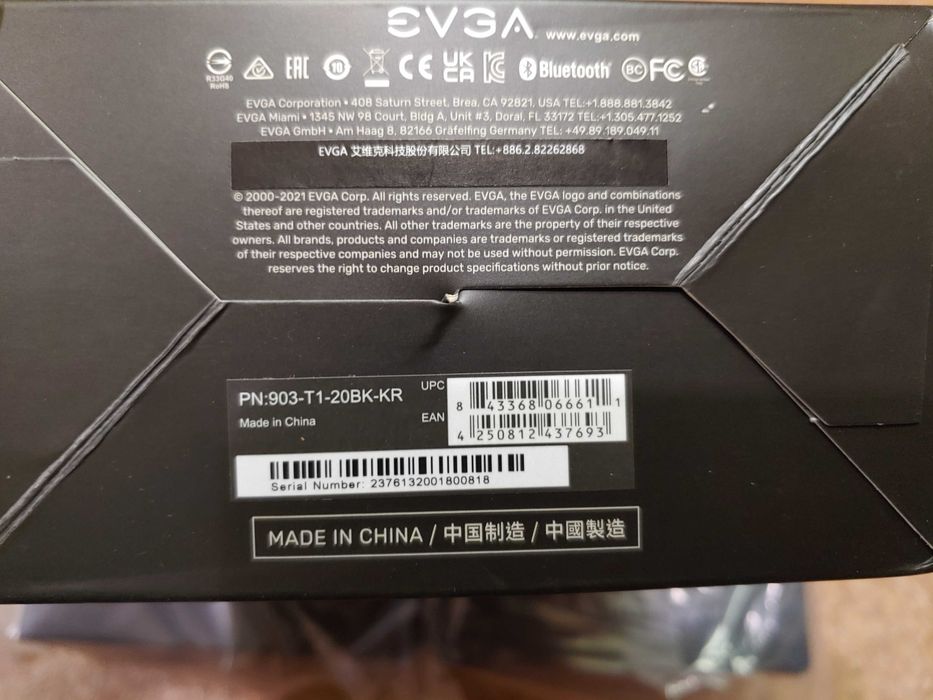 EVGA
www.evga.com
R33G40
RoHS
EAC
10
CE
UK
CA
Bluetooth
BC
FC
EVGA Corporation • 408 Saturn Street, Brea, CA 92821, USA TEL:+1.888.881.3842
EVGA Miami • 1345 NW 98 Court, Bldg A, Unit #3, Doral, FL 33172 TEL:+1.305.477.1252
EVGA GmbH • Am Haag 8, 82166 Gräfelfing Germany TEL: +49.89.189.049.11
EVGA 艾維克科技股份有限公司 TEL:+886.2.82262868
© 2000-2021 EVGA Corp. All rights reserved. EVGA, the EVGA logo and combinations
thereof are registered trademarks and/or trademarks of EVGA Corp. in the United
States and other countries. All other trademarks are the property of their respective
owners. All brands, products and companies are trademarks or registered trademarks
of their respective companies and may not be used without permission. EVGA Corp.
reserves the right to change product specifications without prior notice.
PN:903-T1-20BK-KR
Made in China
UPC
8 43368 06661 1
EAN
4 250812 437693
Serial Number: 2376132001800818
MADE IN CHINA / 中国制造 / 中國製造